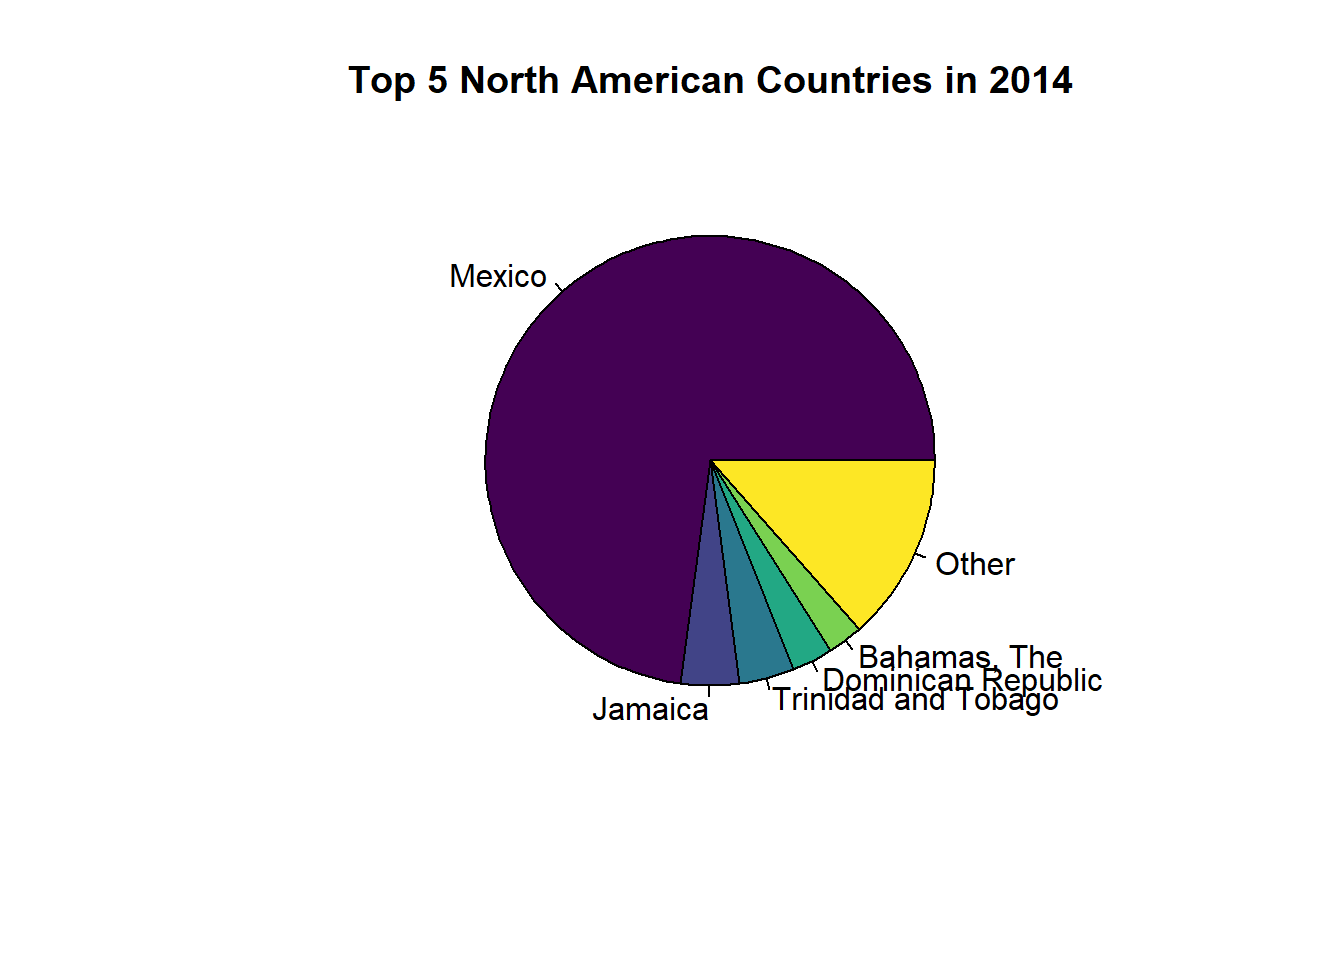 Top 5 North American Countries in 2014
Mexico
Other
Bahamas, The
Dominican Republic
Trinidad and Tobago
Jamaica